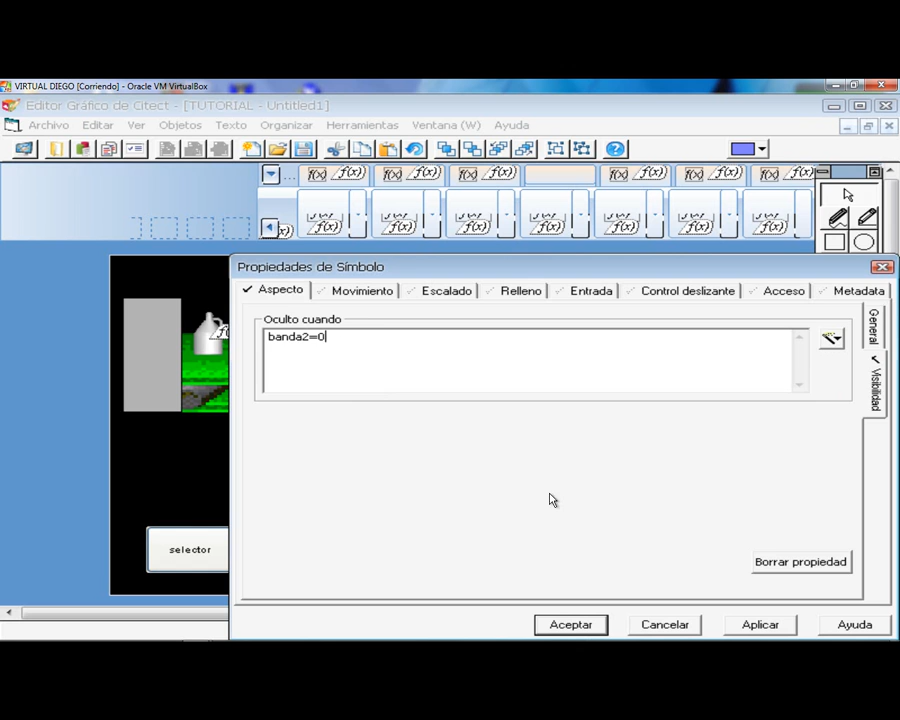 VIRTUAL DIEGO [Corriendo] - Oracle VM VirtualBox
Editor Gráfico de Citect - [TUTORIAL - Untitled1]
Archivo Editar Ver Objetos Texto Organizar Herramientas Ventana (W) Ayuda
... f(x) f(x) f(x) f(x) f(x) f(x) f(x) f(x) f(x) f(x) f(x)
x) f(x) f(x) f(x) f(x) f(x) f(x) f(x)
Propiedades de Símbolo
Aspecto Movimiento Escalado Relleno Entrada Control deslizante Acceso Metadata
General
Visibilidad
Oculto cuando
banda2=0
selector
Borrar propiedad
Aceptar Cancelar Aplicar Ayuda